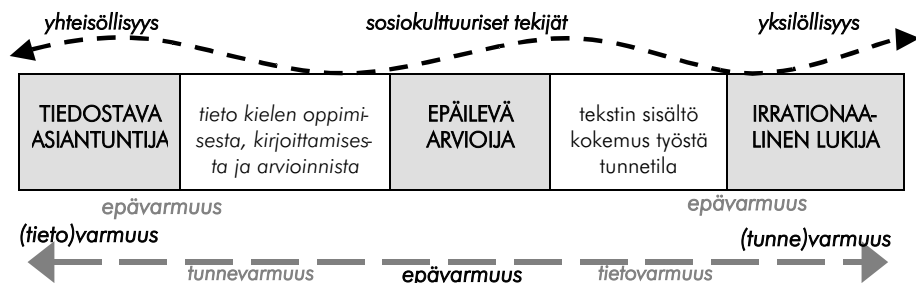 yhteisöllisyys sosiokulttuuriset tekijät yksilöllisyys
TIEDOSTAVA
ASIANTUNTIJA
tieto kielen oppimi-
sesta, kirjoittamises-
ta ja arvioinnista
EPÄILEVÄ
ARVIOIJA
tekstin sisältö
kokemus työstä
tunnetila
IRRATIONAA-
LINEN LUKIJA
epävarmuus epävarmuus
(tieto)varmuus (tunne)varmuus
tunnevarmuus epävarmuus tietovarmuus